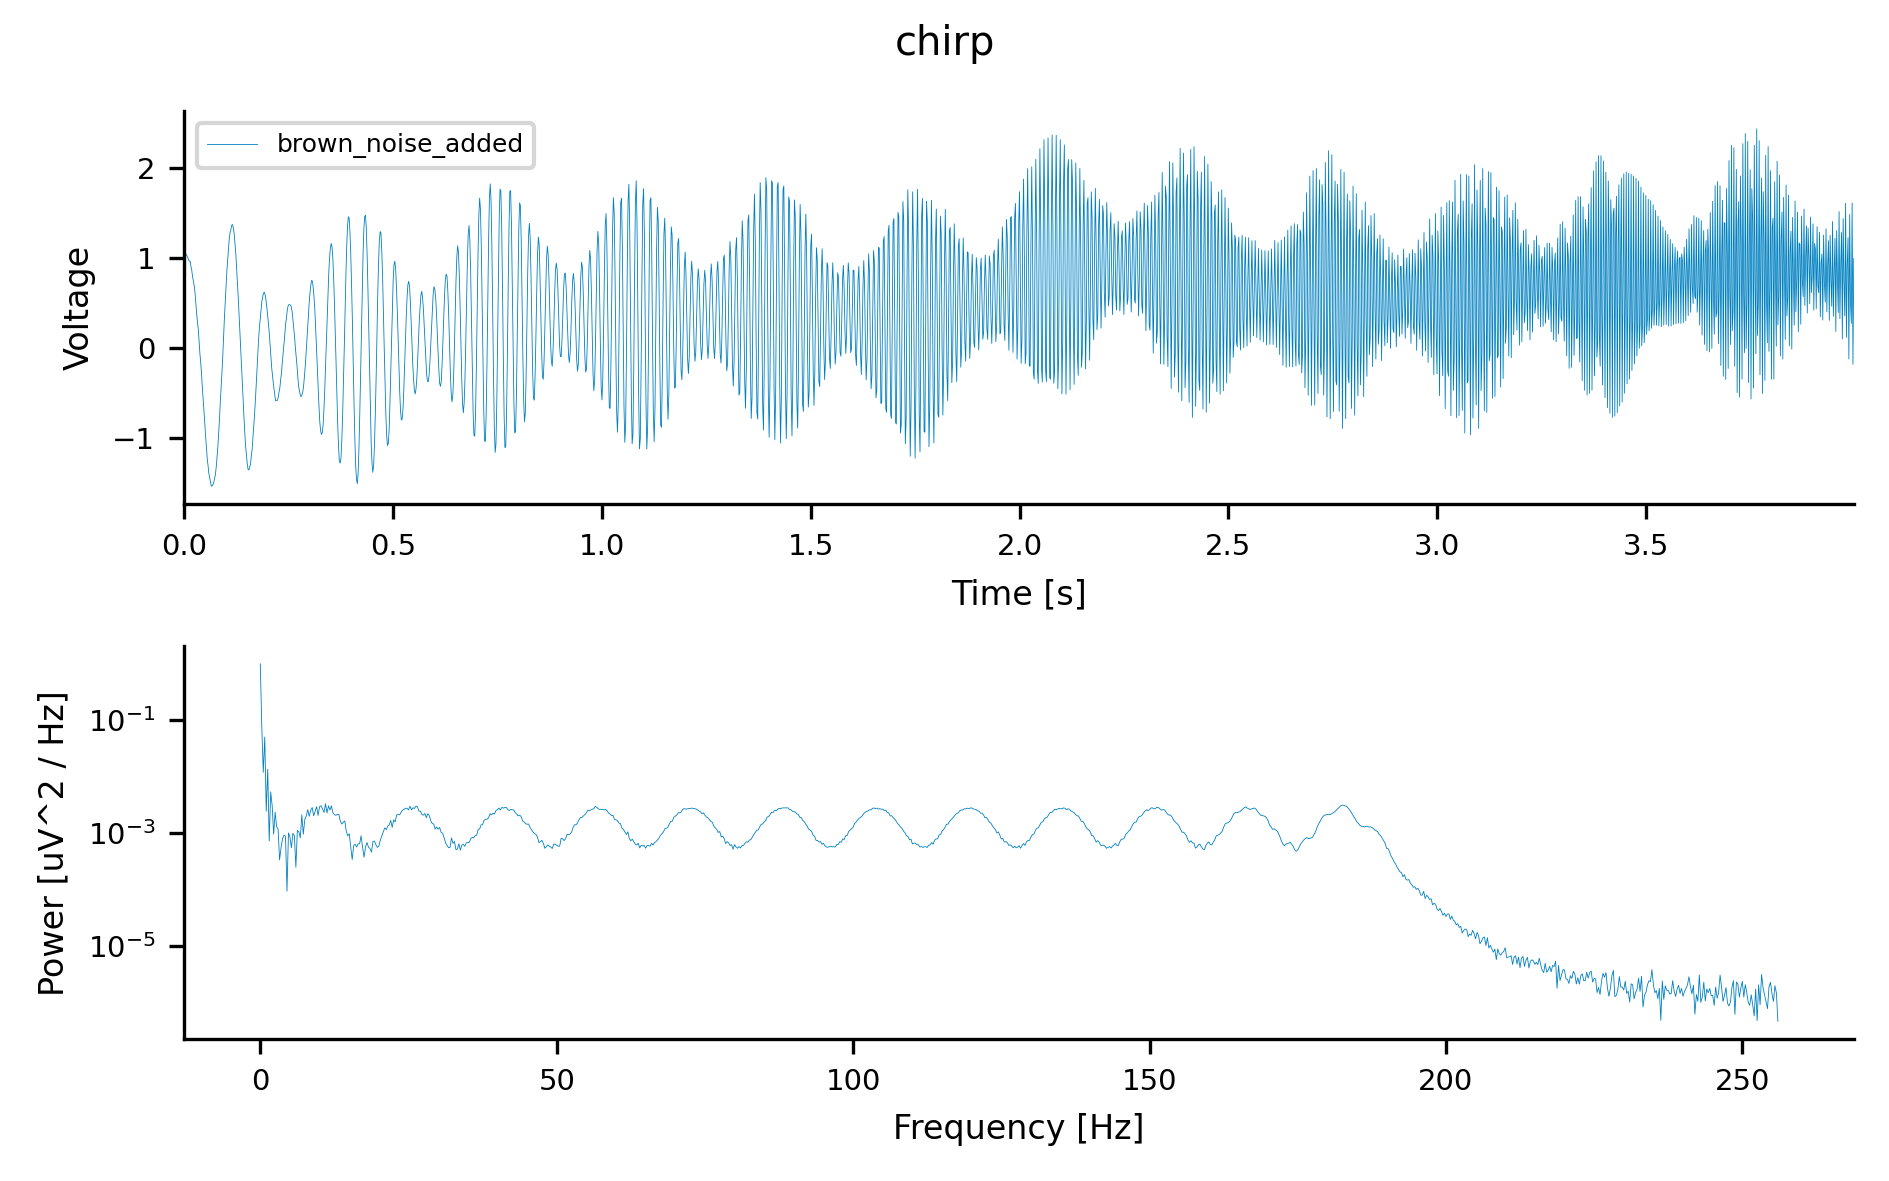 chirp
brown_noise_added
Voltage
2
1
0
−1
0.0 0.5 1.0 1.5 2.0 2.5 3.0 3.5
Time [s]
Power [uV^2 / Hz]
10⁻¹
10⁻³
10⁻⁵
0 50 100 150 200 250
Frequency [Hz]